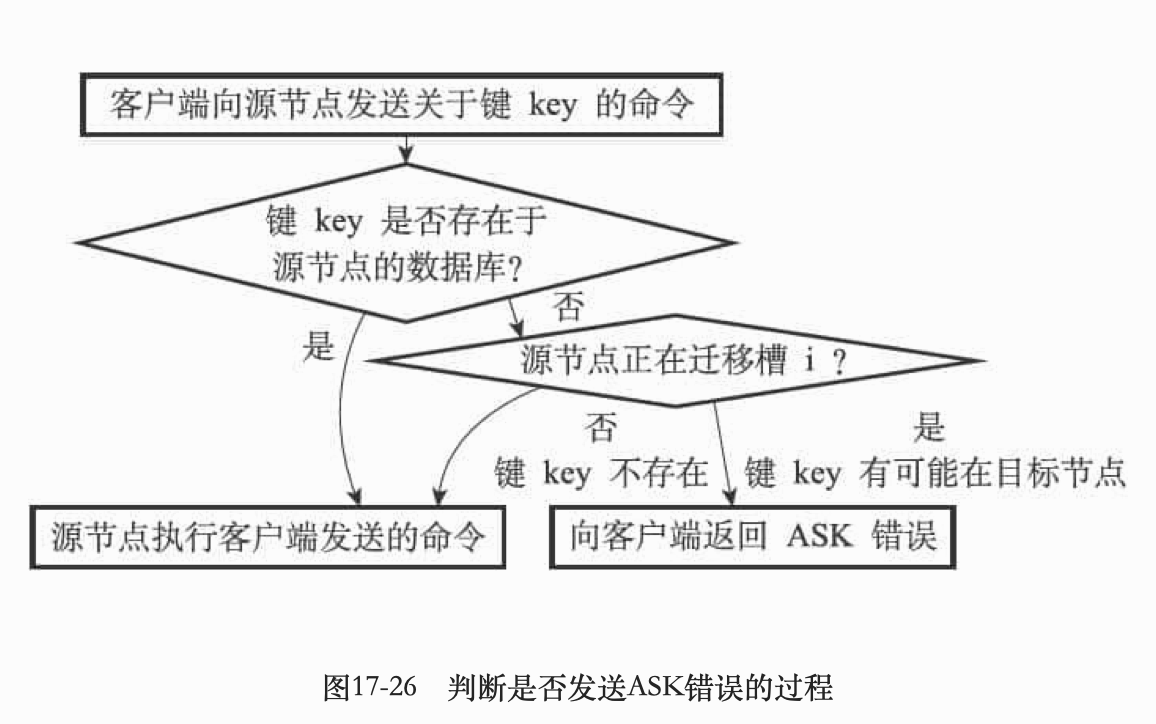 客户端向源节点发送关于键 key 的命令
键 key 是否存在于
源节点的数据库?
否
是
源节点正在迁移槽 i ?
否
键 key 不存在
是
键 key 有可能在目标节点
源节点执行客户端发送的命令
向客户端返回 ASK 错误
图17-26 判断是否发送ASK错误的过程